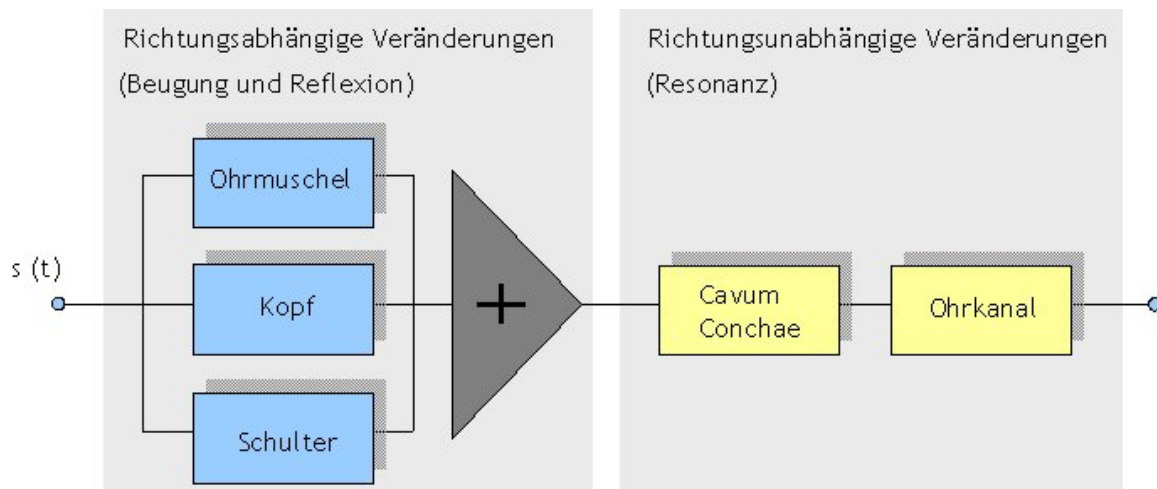 Richtungsabhängige Veränderungen
(Beugung und Reflexion)
Richtungsunabhängige Veränderungen
(Resonanz)
Ohrmuschel
s (t)
Kopf
+
Cavum
Conchae
Ohrkanal
Schulter